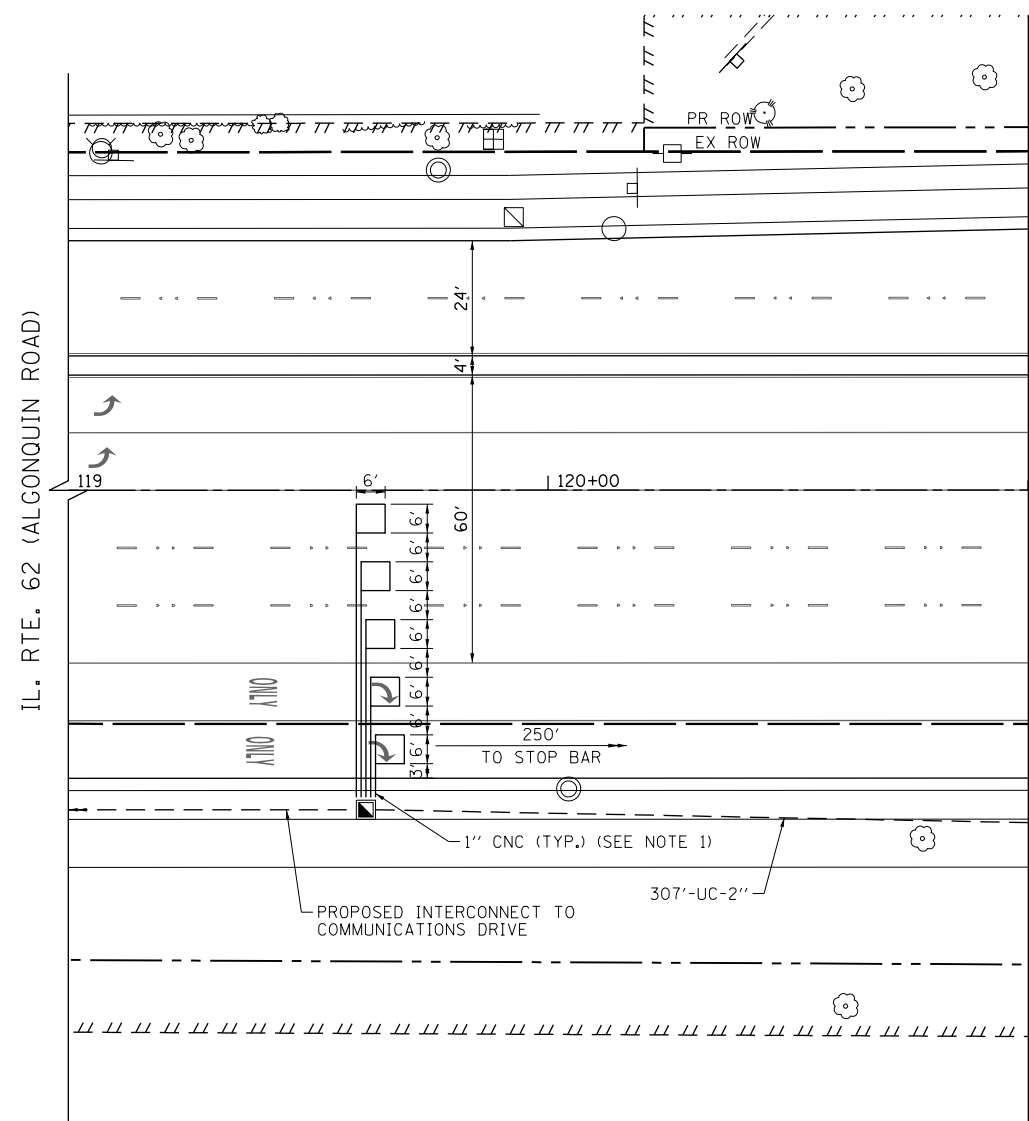 PR ROW
EX ROW
IL. RTE. 62 (ALGONQUIN ROAD)
24'
4'
119
6'
120+00
60'
6'
6'
6'
6'
6'
6'
6'
6'
6'
3'
ONLY
ONLY
250'
TO STOP BAR
1'' CNC (TYP.) (SEE NOTE 1)
307'-UC-2''
PROPOSED INTERCONNECT TO
COMMUNICATIONS DRIVE